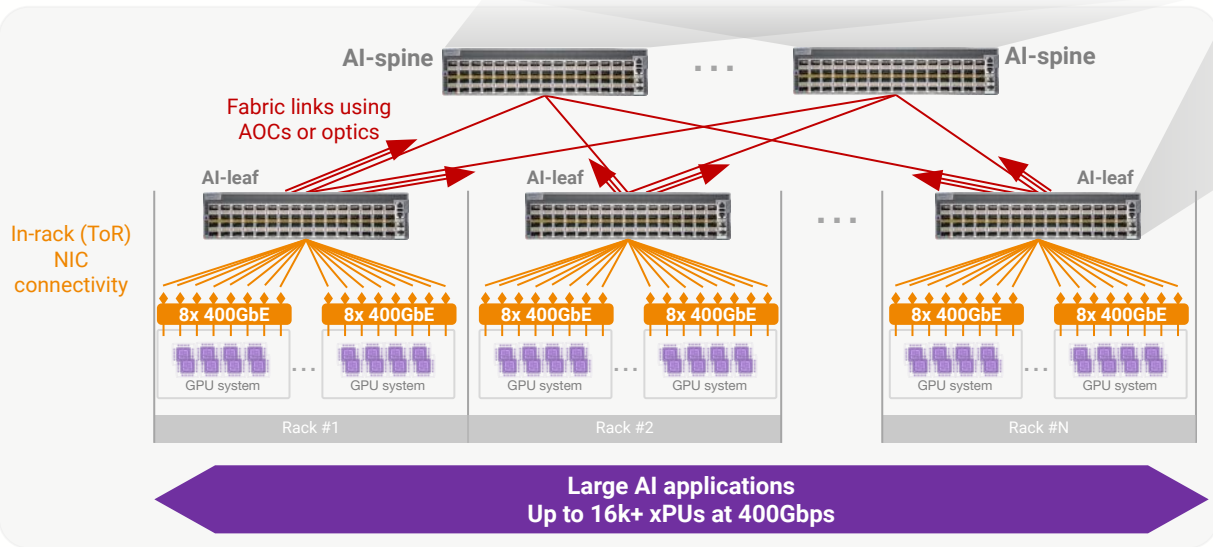 AI-spine
...
AI-spine
Fabric links using
AOCs or optics
AI-leaf
AI-leaf
...
AI-leaf
In-rack (ToR)
NIC
connectivity
8x 400GbE
8x 400GbE
8x 400GbE
8x 400GbE
8x 400GbE
8x 400GbE
GPU system
...
GPU system
GPU system
...
GPU system
GPU system
...
GPU system
Rack #1
Rack #2
Rack #N
Large AI applications
Up to 16k+ xPUs at 400Gbps